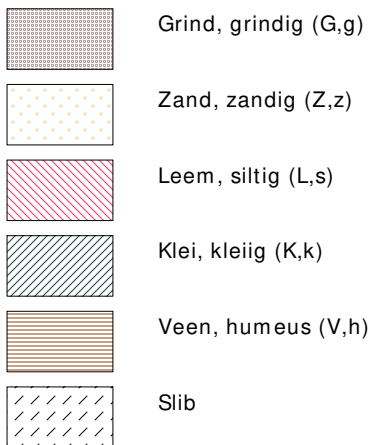 Grind, grindig (G,g)
Zand, zandig (Z,z)
Leem, siltig (L,s)
Klei, kleiig (K,k)
Veen, humeus (V,h)
Slib